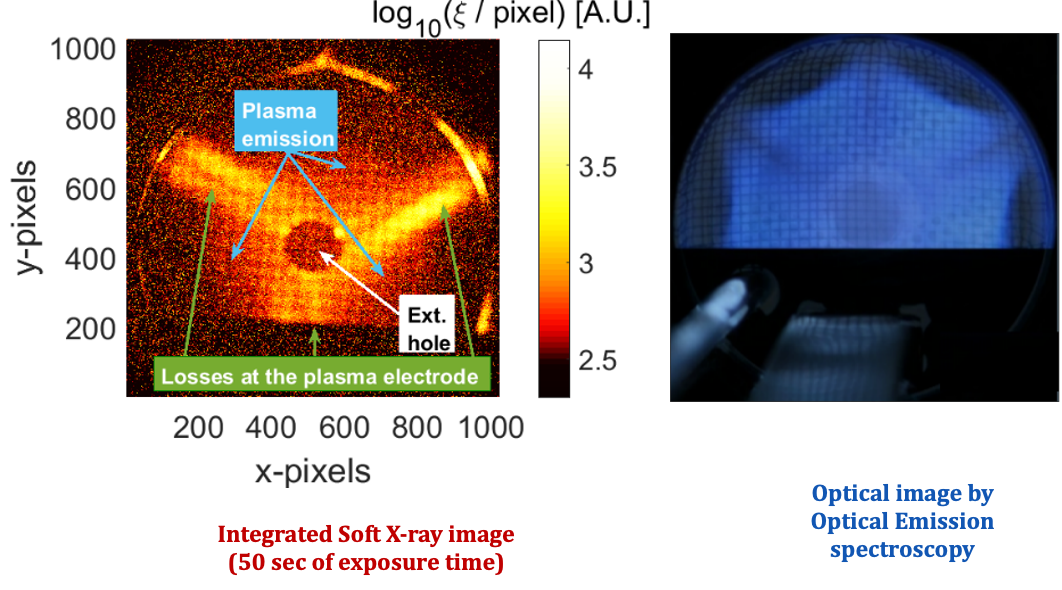 log10(ξ / pixel) [A.U.]
1000
800
600
400
200
y-pixels
Plasma
emission
Ext.
hole
Losses at the plasma electrode
200 400 600 800 1000
x-pixels
4
3.5
3
2.5
Integrated Soft X-ray image
(50 sec of exposure time)
Optical image by
Optical Emission
spectroscopy